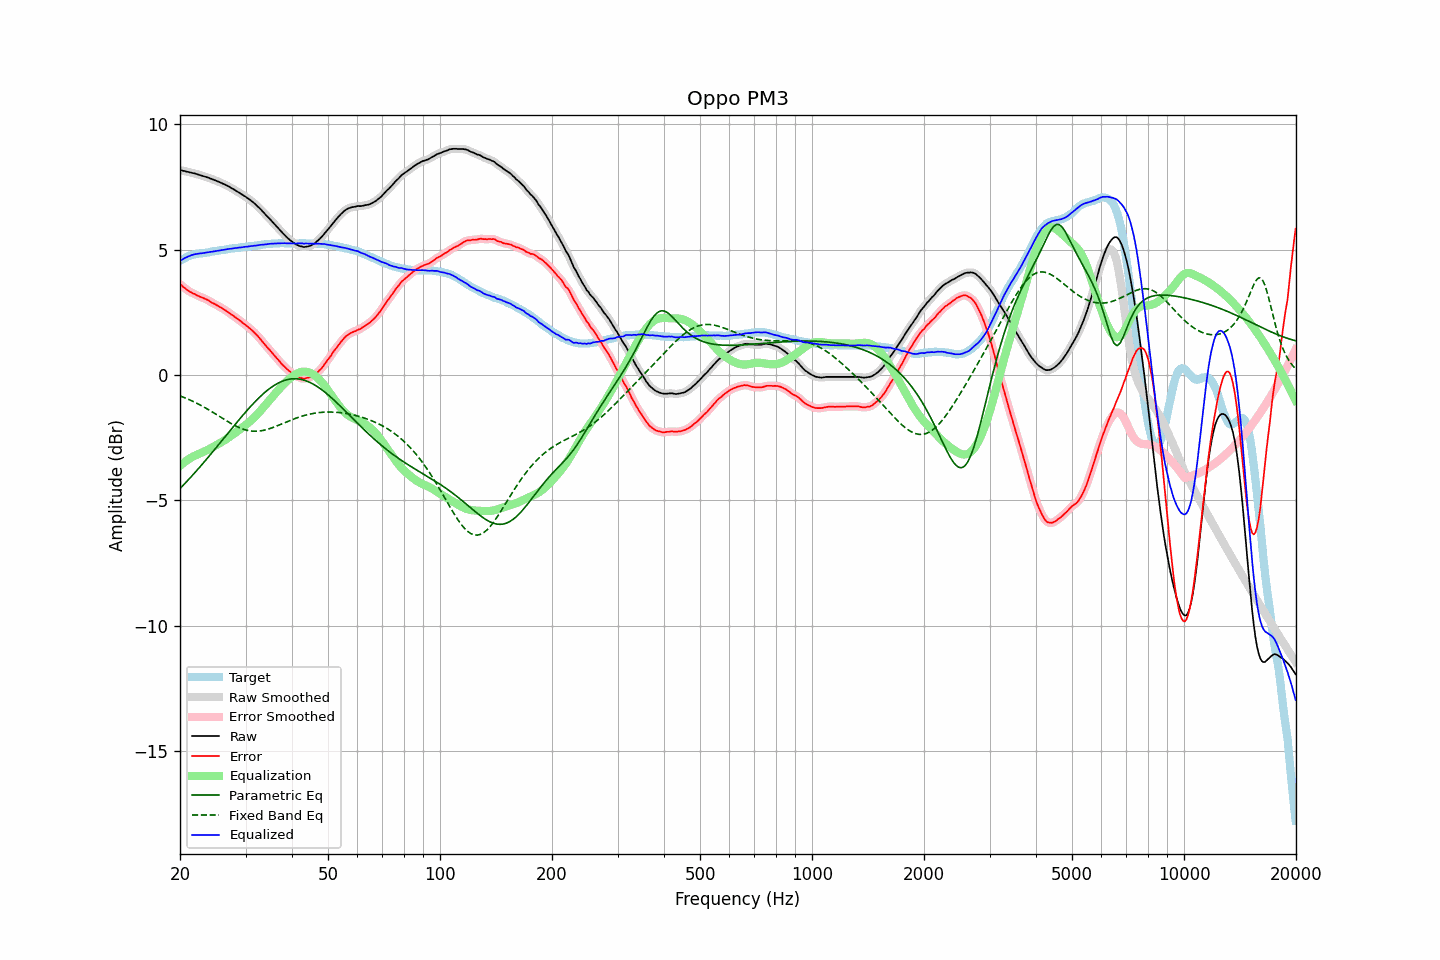 Oppo PM3
Amplitude (dBr)
10
5
0
−5
−10
−15
Target
Raw Smoothed
Error Smoothed
Raw
Error
Equalization
Parametric Eq
Fixed Band Eq
Equalized
20 50 100 200 500 1000 2000 5000 10000 20000
Frequency (Hz)